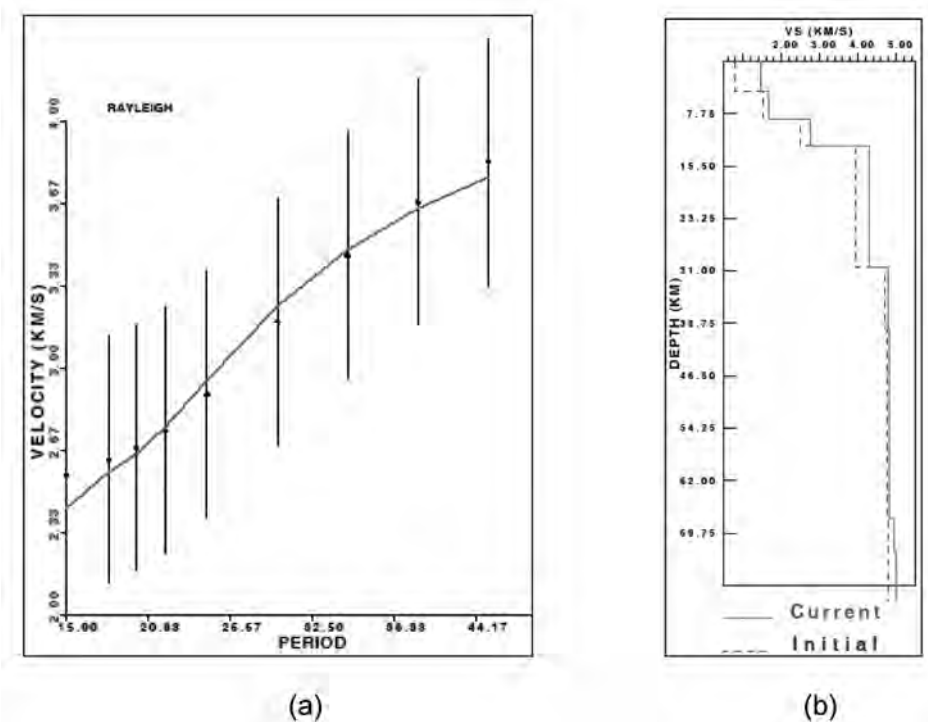 RAYLEIGH
VELOCITY (KM/S)
4.00
3.67
3.33
3.00
2.67
2.33
2.00
15.00 20.83 26.67 32.50 38.33 44.17
PERIOD
(a)
VS (KM/S)
2.00 3.00 4.00 5.00
DEPTH (KM)
7.75
15.50
23.25
31.00
38.75
46.50
54.25
62.00
69.75
Current
Initial
(b)